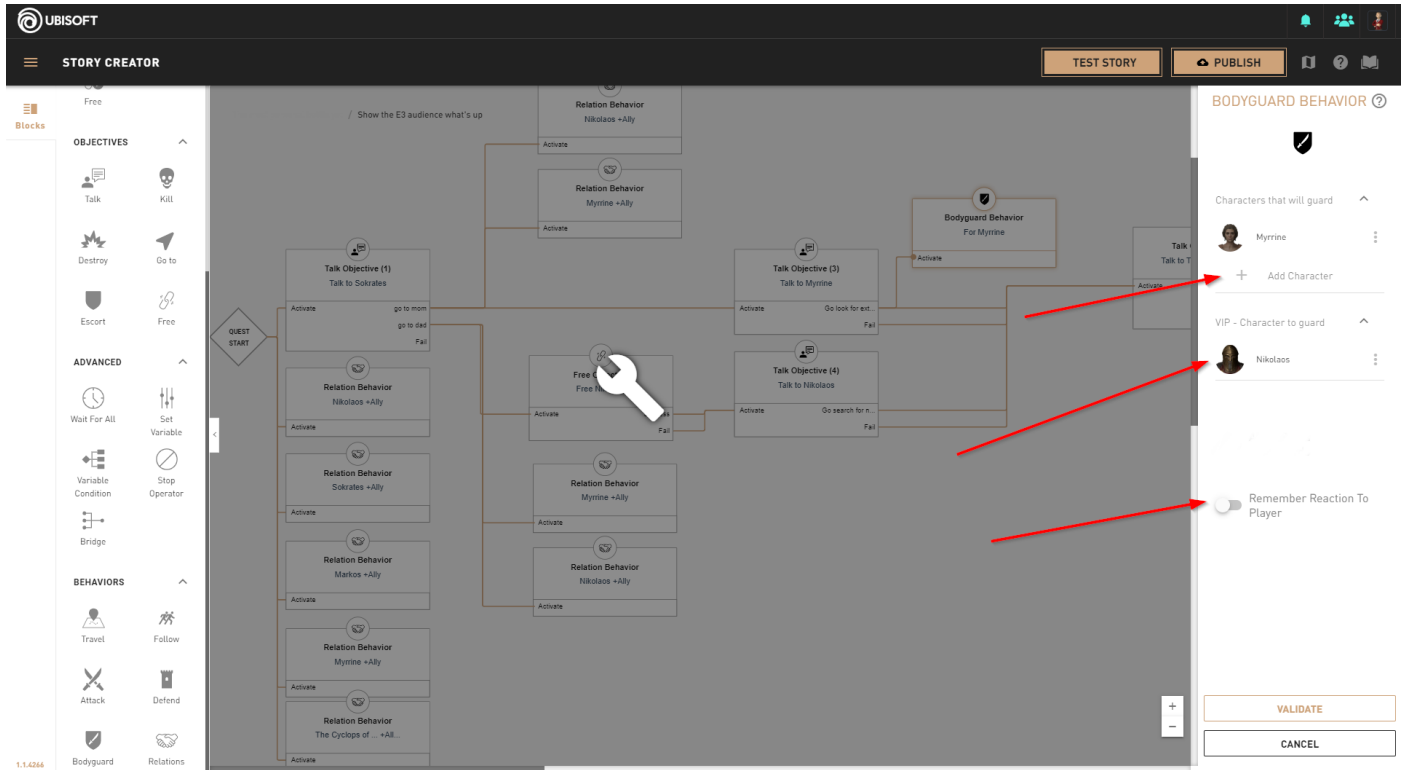 UBISOFT
STORY CREATOR
TEST STORY
PUBLISH
Blocks
Free
OBJECTIVES
Talk
Kill
Destroy
Go to
Escort
Free
ADVANCED
Wait For All
Set
Variable
Variable
Condition
Stop
Operator
Bridge
BEHAVIORS
Travel
Follow
Attack
Defend
Bodyguard
Relations
1.1.4266
/ Show the E3 audience what's up
QUEST
START
Talk Objective (1)
Talk to Sokrates
Activate
go to mom
go to dad
Fail
Relation Behavior
Nikolaos +Ally
Activate
Relation Behavior
Sokrates +Ally
Activate
Relation Behavior
Markos +Ally
Activate
Relation Behavior
Myrrine +Ally
Activate
Relation Behavior
The Cyclops of ... +All...
Activate
Relation Behavior
Nikolaos +Ally
Activate
Relation Behavior
Myrrine +Ally
Activate
Activate
Fail
Relation Behavior
Myrrine +Ally
Activate
Relation Behavior
Nikolaos +Ally
Activate
Talk Objective (3)
Talk to Myrrine
Activate
Go look for ext...
Fail
Talk Objective (4)
Talk to Nikolaos
Activate
Go search for n...
Fail
Bodyguard Behavior
For Myrrine
Activate
Talk
Talk to T
Activate
BODYGUARD BEHAVIOR ?
Characters that will guard
Myrrine
+ Add Character
VIP - Character to guard
Nikolaos
Remember Reaction To
Player
+
−
VALIDATE
CANCEL